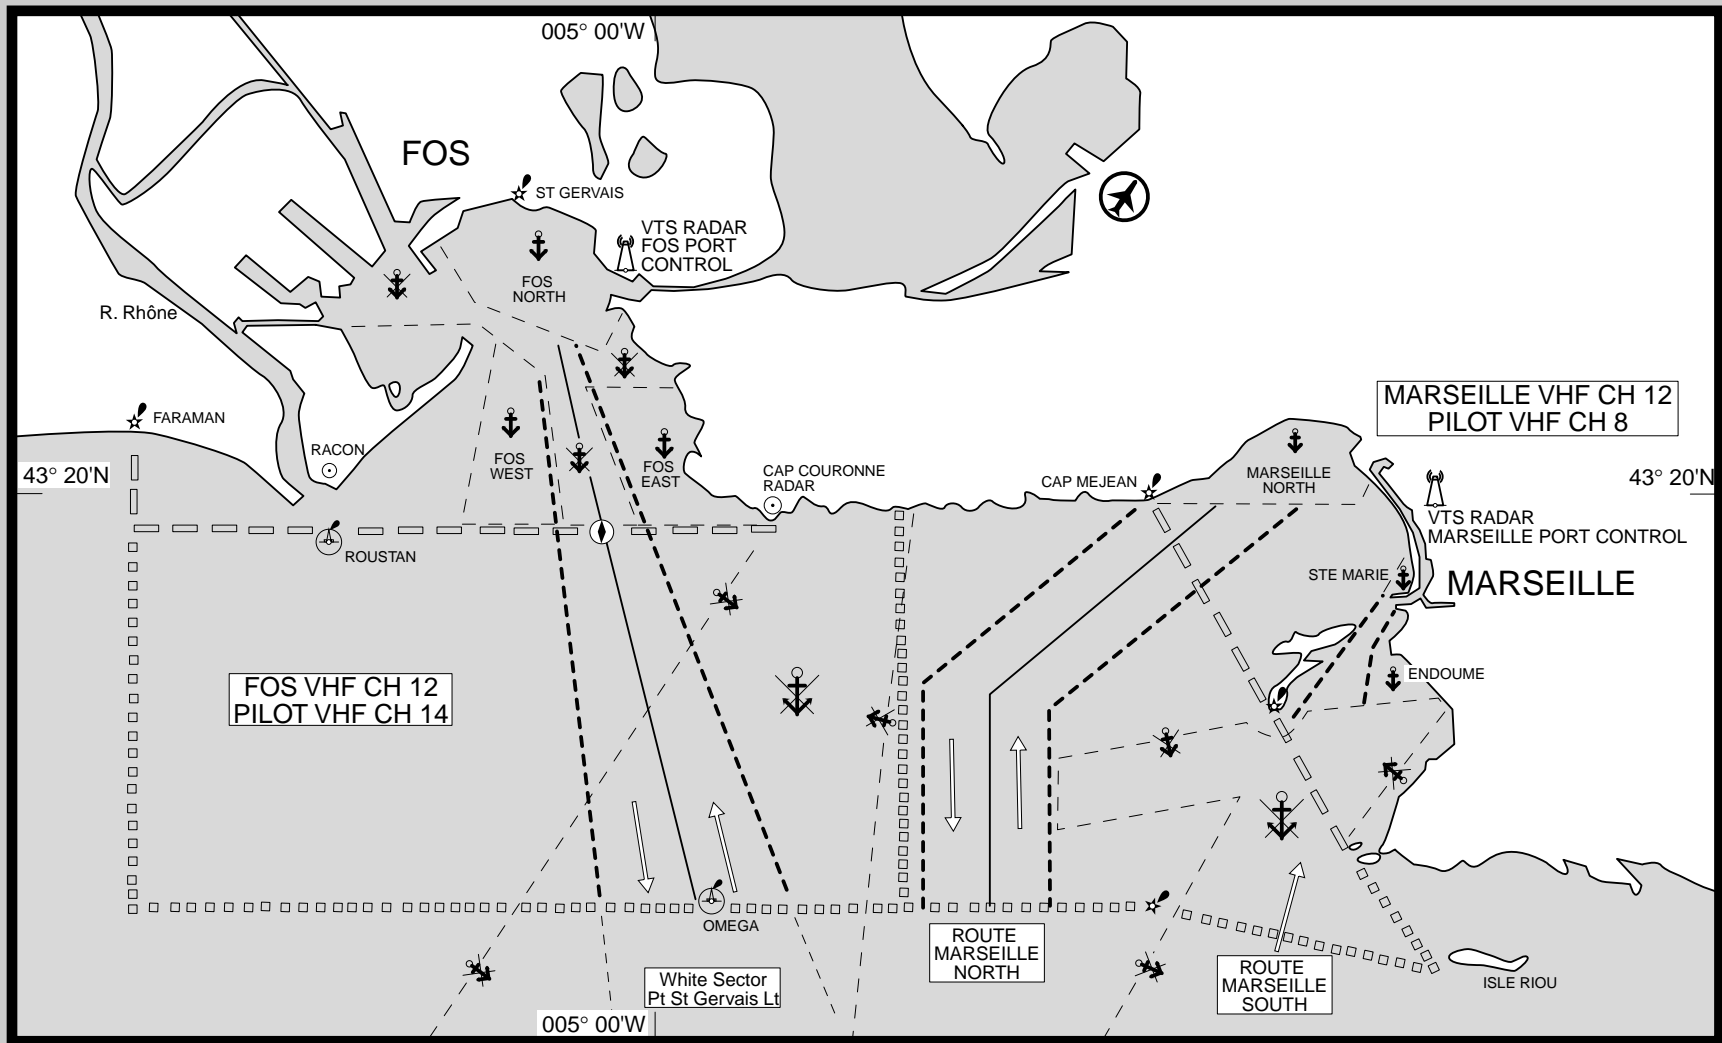 005° 00'W
FOS
ST GERVAIS
VTS RADAR
FOS PORT
CONTROL
FOS
NORTH
R. Rhône
FARAMAN
RACON
43° 20'N
FOS
WEST
FOS
EAST
CAP COURONNE
RADAR
CAP MEJEAN
MARSEILLE
NORTH
MARSEILLE VHF CH 12
PILOT VHF CH 8
43° 20'N
VTS RADAR
MARSEILLE PORT CONTROL
ROUSTAN
STE MARIE
MARSEILLE
ENDOUME
FOS VHF CH 12
PILOT VHF CH 14
OMEGA
ROUTE
MARSEILLE
NORTH
ROUTE
MARSEILLE
SOUTH
ISLE RIOU
White Sector
Pt St Gervais Lt
005° 00'W